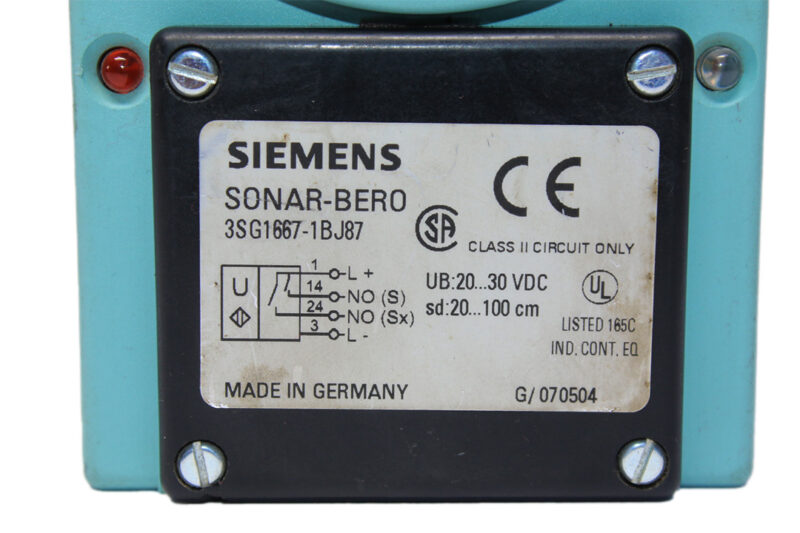 SIEMENS
CE
SONAR-BERO
3SG1667-1BJ87
SA
CLASS II CIRCUIT ONLY
1 L +
14 NO (S)
24 NO (Sx)
3 L -
U
UB:20...30 VDC
sd:20...100 cm
UL
LISTED 165C
IND. CONT. EQ
MADE IN GERMANY
G/ 070504